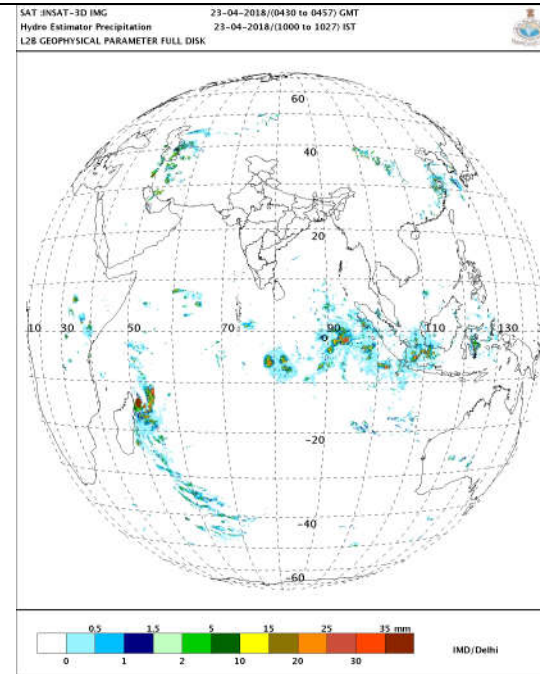 SAT :INSAT-3D IMG 23-04-2018/(0430 to 0457) GMT
Hydro Estimator Precipitation 23-04-2018/(1000 to 1027) IST
L2B GEOPHYSICAL PARAMETER FULL DISK
60
40
20
10 30 50 70 90 110 130
-20
-40
-60
0.5 1.5 5 15 25 35 mm
0 1 2 10 20 30
IMD/Delhi